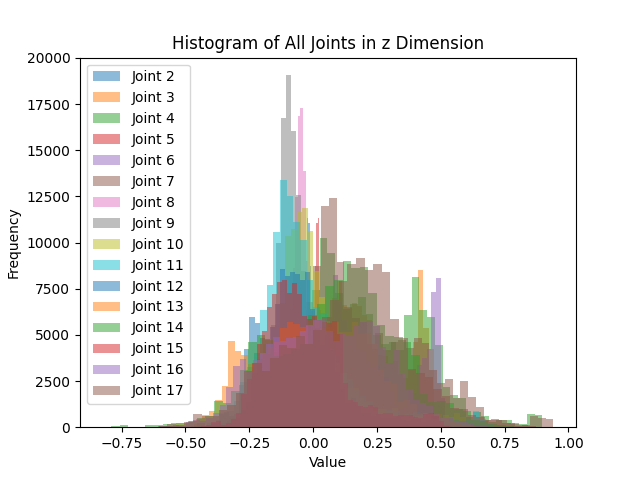 Histogram of All Joints in z Dimension
20000
17500
15000
12500
10000
7500
5000
2500
0
Frequency
Joint 2
Joint 3
Joint 4
Joint 5
Joint 6
Joint 7
Joint 8
Joint 9
Joint 10
Joint 11
Joint 12
Joint 13
Joint 14
Joint 15
Joint 16
Joint 17
−0.75 −0.50 −0.25 0.00 0.25 0.50 0.75 1.00
Value